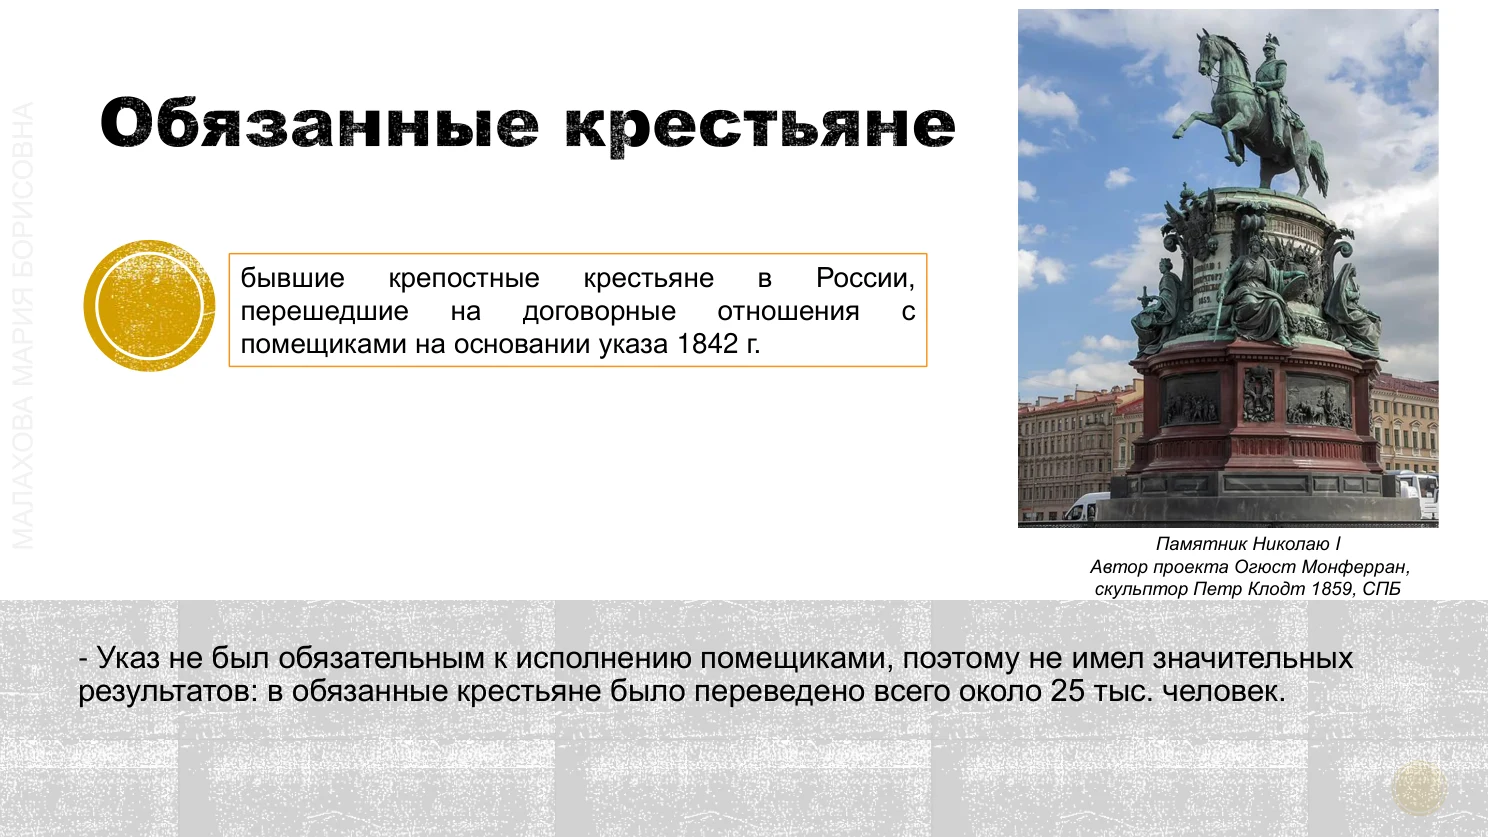 Обязанные крестьяне
МАЛАХОВА МАРИЯ БОРИСОВНА
бывшие крепостные крестьяне в России,
перешедшие на договорные отношения с
помещиками на основании указа 1842 г.
Памятник Николаю I
Автор проекта Огюст Монферран,
скульптор Петр Клодт 1859, СПБ
- Указ не был обязательным к исполнению помещиками, поэтому не имел значительных
результатов: в обязанные крестьяне было переведено всего около 25 тыс. человек.